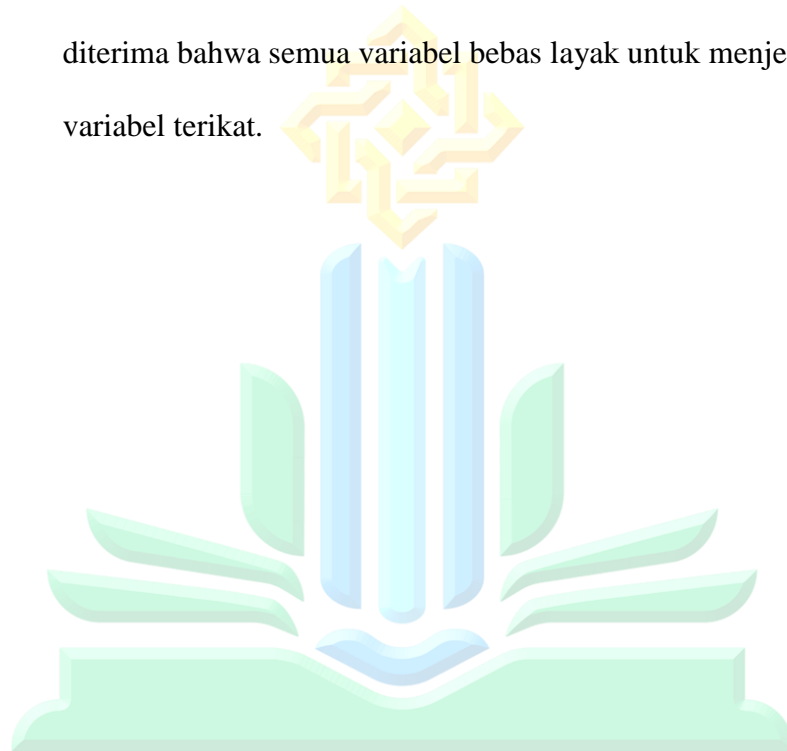 diterima bahwa semua variabel bebas layak untuk menje
variabel terikat.